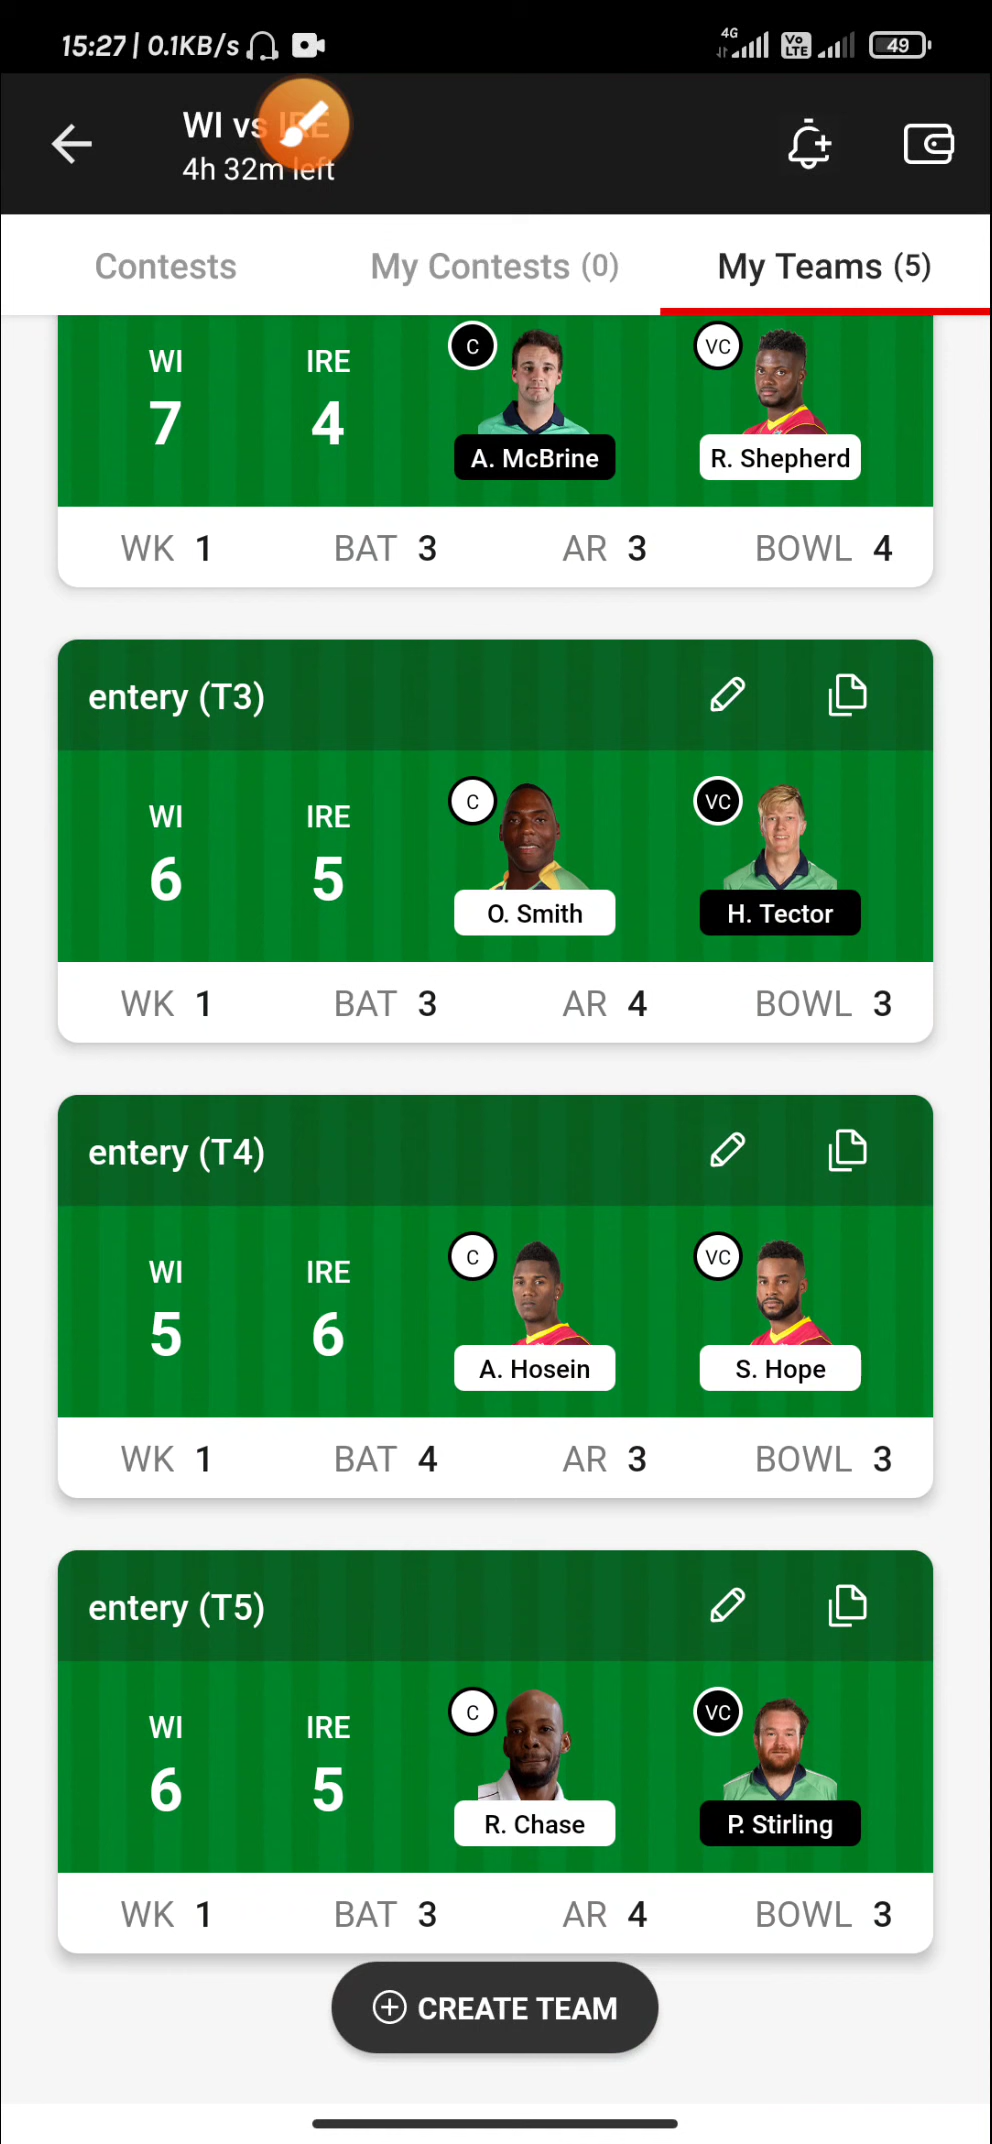 15:27 | 0.1KB/s 4G Vo LTE 49
WI vs IRE
4h 32m left
Contests My Contests (0) My Teams (5)
WI IRE C VC
7 4
A. McBrine R. Shepherd
WK 1 BAT 3 AR 3 BOWL 4
entery (T3)
WI IRE C VC
6 5
O. Smith H. Tector
WK 1 BAT 3 AR 4 BOWL 3
entery (T4)
WI IRE C VC
5 6
A. Hosein S. Hope
WK 1 BAT 4 AR 3 BOWL 3
entery (T5)
WI IRE C VC
6 5
R. Chase P. Stirling
WK 1 BAT 3 AR 4 BOWL 3
CREATE TEAM